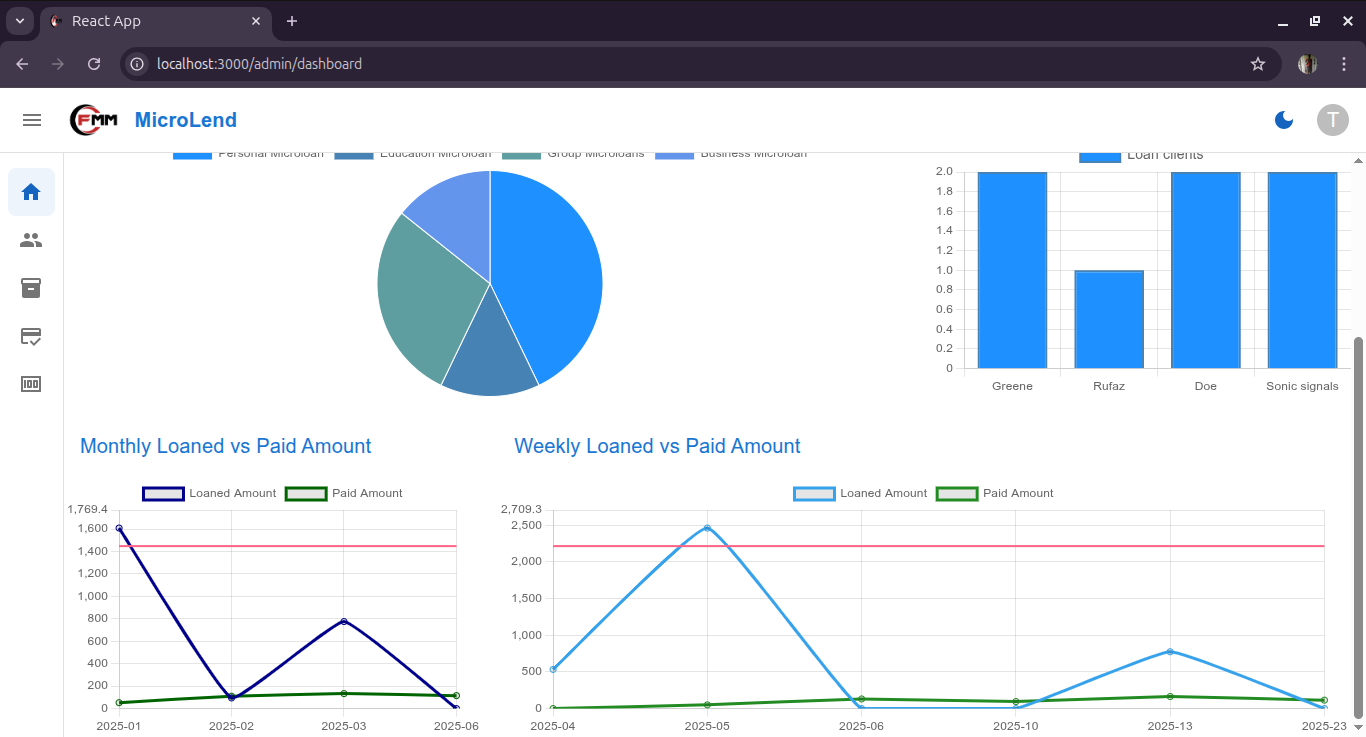 React App
localhost:3000/admin/dashboard
FMM MicroLend T
Personal Microloan Education Microloan Group Microloans Business Microloan
Loan clients
2.0
1.8
1.6
1.4
1.2
1.0
0.8
0.6
0.4
0.2
0
Greene Rufaz Doe Sonic signals
Monthly Loaned vs Paid Amount
Loaned Amount Paid Amount
1,769.4
1,600
1,400
1,200
1,000
800
600
400
200
0
2025-01 2025-02 2025-03 2025-06
Weekly Loaned vs Paid Amount
Loaned Amount Paid Amount
2,709.3
2,500
2,000
1,500
1,000
500
0
2025-04 2025-05 2025-06 2025-10 2025-13 2025-23